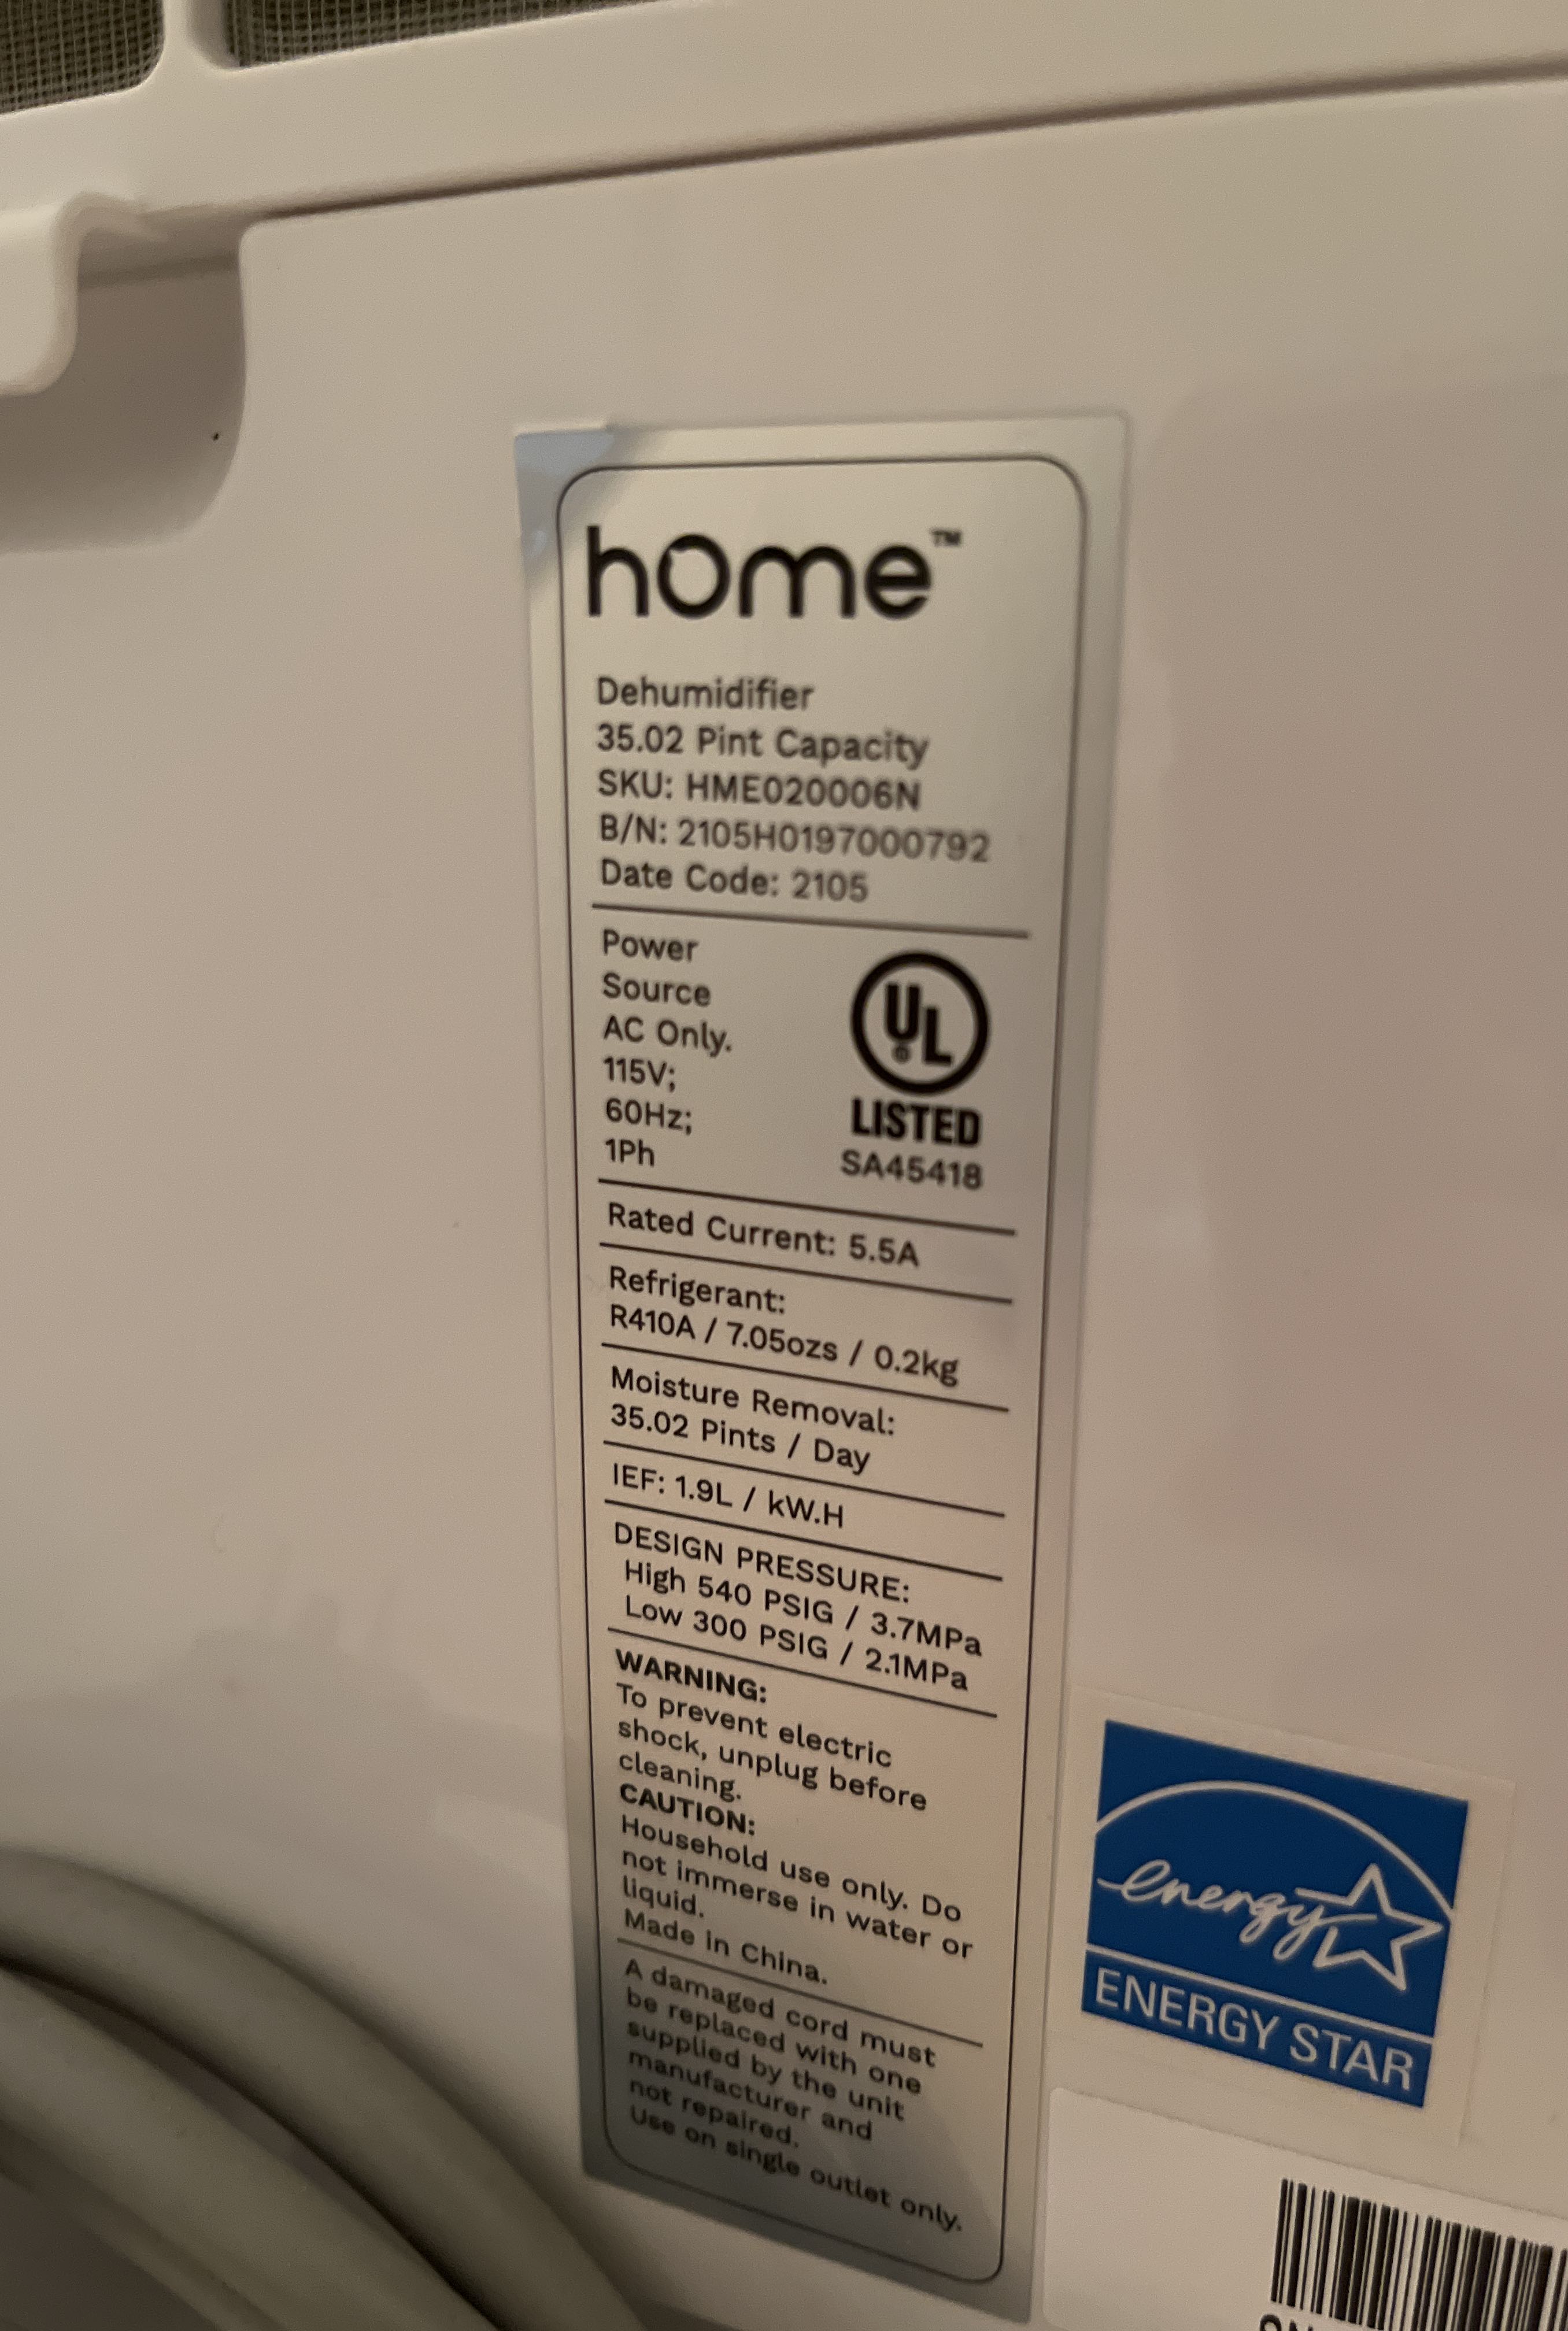 home™
Dehumidifier
35.02 Pint Capacity
SKU: HME020006N
B/N: 2105H0197000792
Date Code: 2105
Power
Source
AC Only.
115V;
60Hz;
1Ph
UL
LISTED
SA45418
Rated Current: 5.5A
Refrigerant:
R410A / 7.05ozs / 0.2kg
Moisture Removal:
35.02 Pints / Day
IEF: 1.9L / kW.H
DESIGN PRESSURE:
High 540 PSIG / 3.7MPa
Low 300 PSIG / 2.1MPa
WARNING:
To prevent electric
shock, unplug before
cleaning.
CAUTION:
Household use only. Do
not immerse in water or
liquid.
Made in China.
A damaged cord must
be replaced with one
supplied by the unit
manufacturer and
not repaired.
Use on single outlet only.
energy
ENERGY STAR